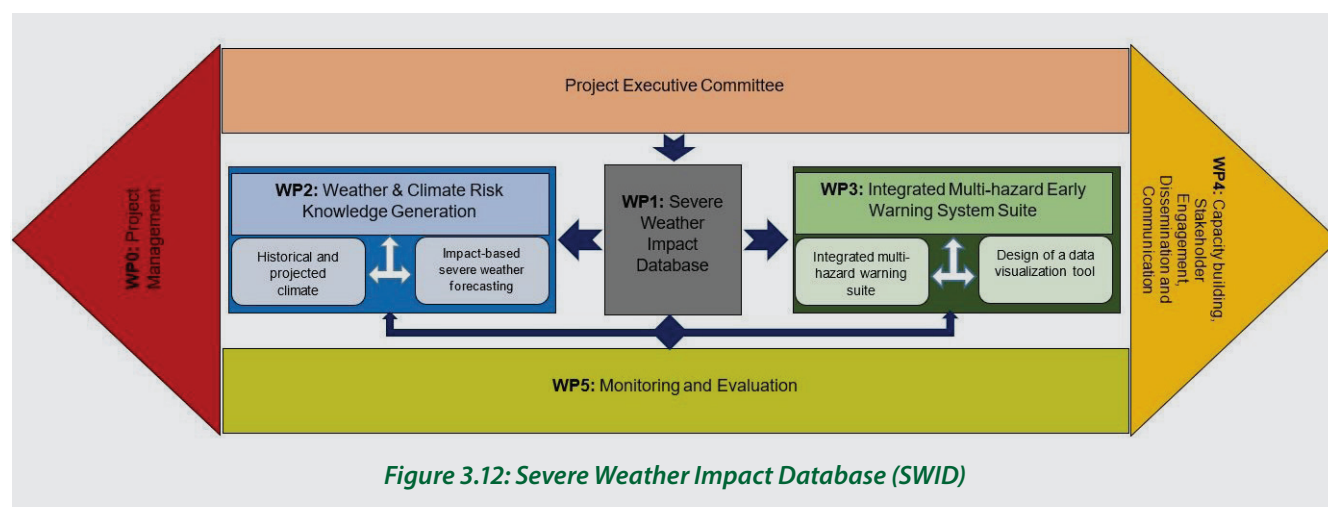 Project Executive Committee
WP0: Project
Management
WP2: Weather & Climate Risk
Knowledge Generation
Historical and
projected
climate
Impact-based
severe weather
forecasting
WP1: Severe
Weather
Impact
Database
WP3: Integrated Multi-hazard Early
Warning System Suite
Integrated multi-
hazard warning
suite
Design of a data
visualization tool
WP4: Capacity building,
Stakeholder
Engagement,
Dissemination and
Communication
WP5: Monitoring and Evaluation
Figure 3.12: Severe Weather Impact Database (SWID)